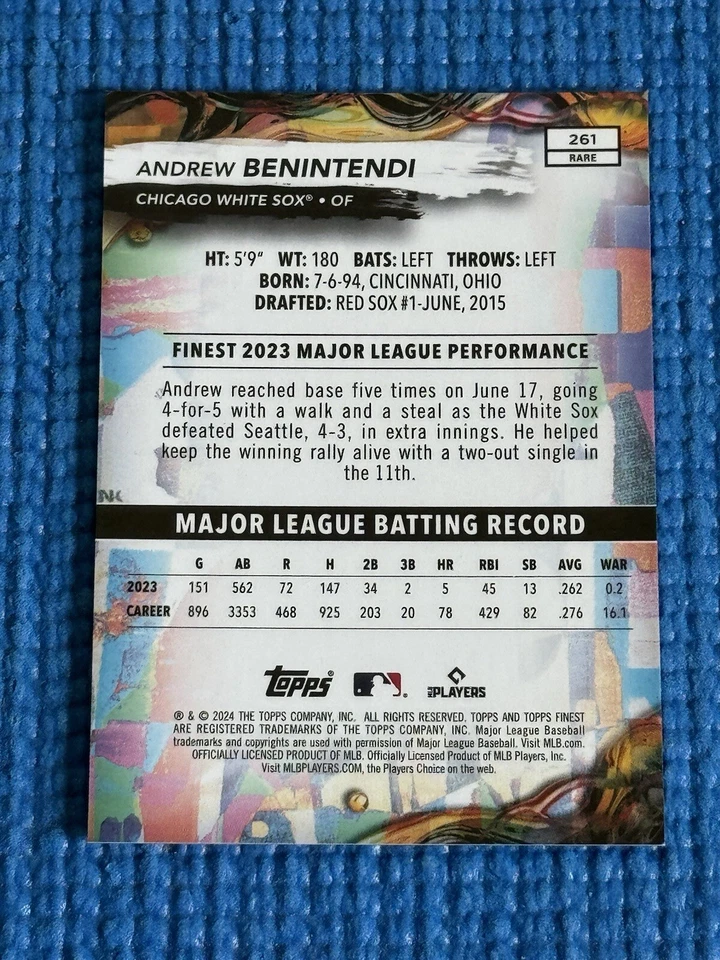 261
RARE
ANDREW BENINTENDI
CHICAGO WHITE SOX® • OF
HT: 5'9" WT: 180 BATS: LEFT THROWS: LEFT
BORN: 7-6-94, CINCINNATI, OHIO
DRAFTED: RED SOX #1-JUNE, 2015
FINEST 2023 MAJOR LEAGUE PERFORMANCE
Andrew reached base five times on June 17, going
4-for-5 with a walk and a steal as the White Sox
defeated Seattle, 4-3, in extra innings. He helped
keep the winning rally alive with a two-out single in
the 11th.
NK
MAJOR LEAGUE BATTING RECORD
G AB R H 2B 3B HR RBI SB AVG WAR
2023 151 562 72 147 34 2 5 45 13 .262 0.2
CAREER 896 3353 468 925 203 20 78 429 82 .276 16.1
Topps® MLB PLAYERS
® & © 2024 THE TOPPS COMPANY, INC. ALL RIGHTS RESERVED. TOPPS AND TOPPS FINEST
ARE REGISTERED TRADEMARKS OF THE TOPPS COMPANY, INC. Major League Baseball
trademarks and copyrights are used with permission of Major League Baseball. Visit MLB.com.
OFFICIALLY LICENSED PRODUCT OF MLB. Officially Licensed Product of MLB Players, Inc.
Visit MLBPLAYERS.COM, the Players Choice on the web.